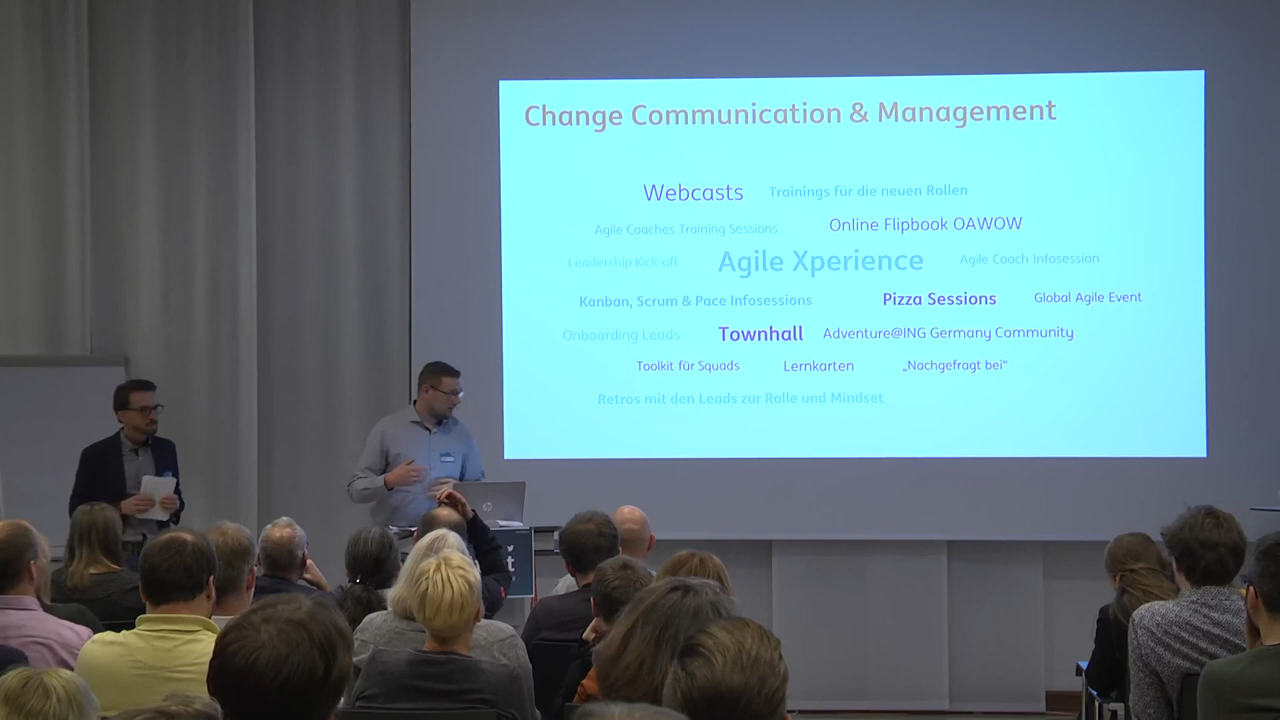 Change Communication & Management
Webcasts Trainings für die neuen Rollen
Agile Coaches Training Sessions Online Flipbook OAWOW
Leadership Kick-off Agile Xperience Agile Coach Infosession
Kanban, Scrum & Pace Infosessions Pizza Sessions Global Agile Event
Onboarding Leads Townhall Adventure@ING Germany Community
Toolkit für Squads Lernkarten „Nachgefragt bei“
Retros mit den Leads zur Rolle und Mindset
hp